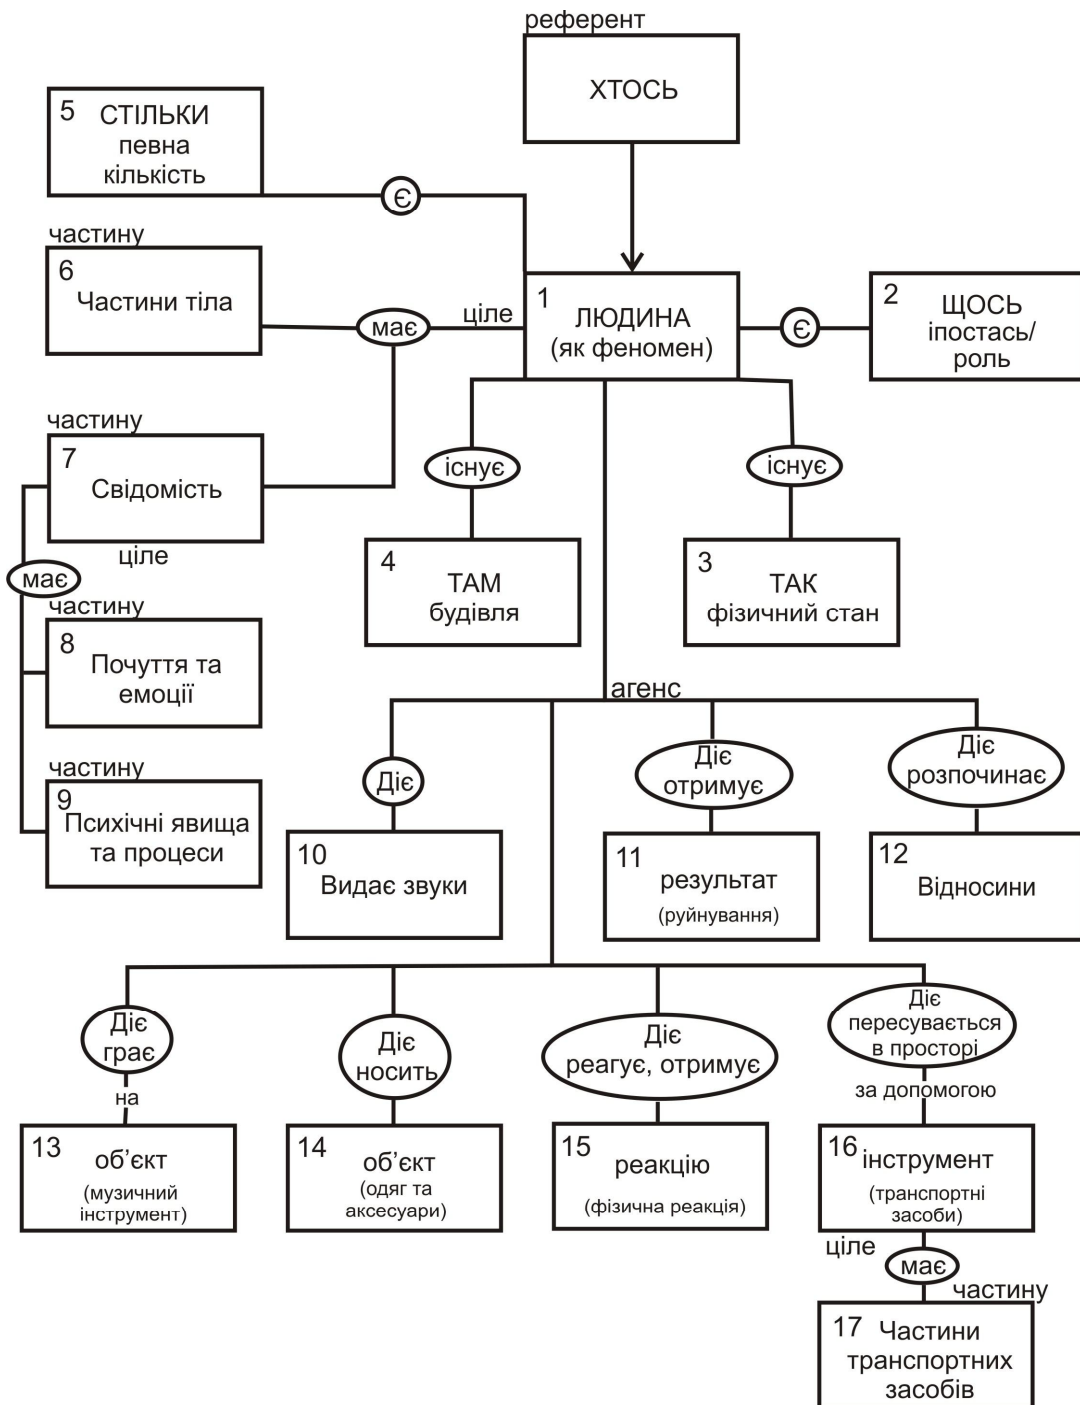 референт
ХТОСЬ
5 СТІЛЬКИ
певна
кількість
є
частину
6
Частини тіла
має
ціле
1
ЛЮДИНА
(як феномен)
є
2
ЩОСЬ
іпостась/
роль
частину
7
Свідомість
ціле
має
існує
існує
4
ТАМ
будівля
3
ТАК
фізичний стан
частину
8
Почуття та
емоції
частину
9
Психічні явища
та процеси
агенс
Діє
Діє
отримує
Діє
розпочинає
10
Видає звуки
11
результат
(руйнування)
12
Відносини
Діє
грає
на
Діє
носить
Діє
реагує, отримує
Діє
пересувається
в просторі
за допомогою
13
об’єкт
(музичний
інструмент)
14
об’єкт
(одяг та
аксесуари)
15
реакцію
(фізична реакція)
16
інструмент
(транспортні
засоби)
ціле
має
частину
17 Частини
транспортних
засобів